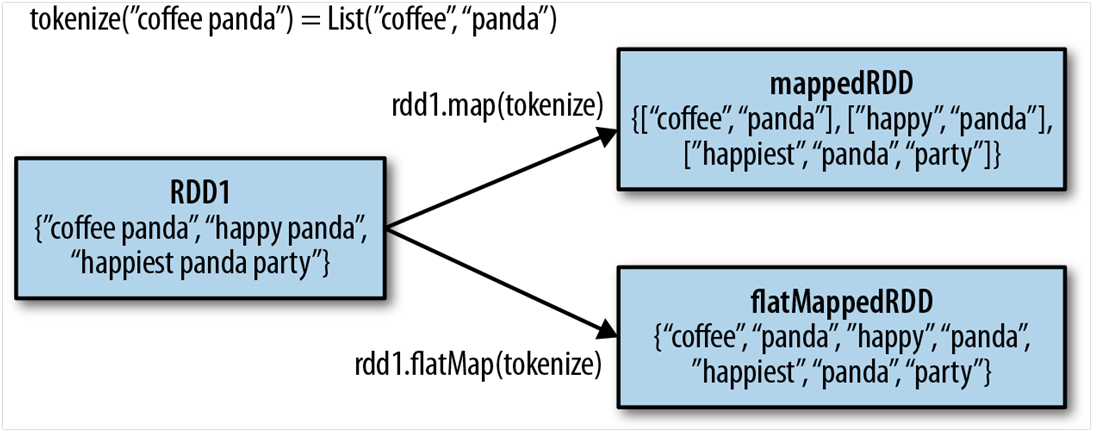 tokenize(”coffee panda”) = List(”coffee”,“panda”)
rdd1.map(tokenize)
mappedRDD
{[“coffee”,“panda”], [”happy”,“panda”],
[”happiest”,“panda”,“party”]}
RDD1
{”coffee panda”, “happy panda”,
“happiest panda party”}
rdd1.flatMap(tokenize)
flatMappedRDD
{“coffee”, “panda”, ”happy”, “panda”,
”happiest”, “panda”, “party”}